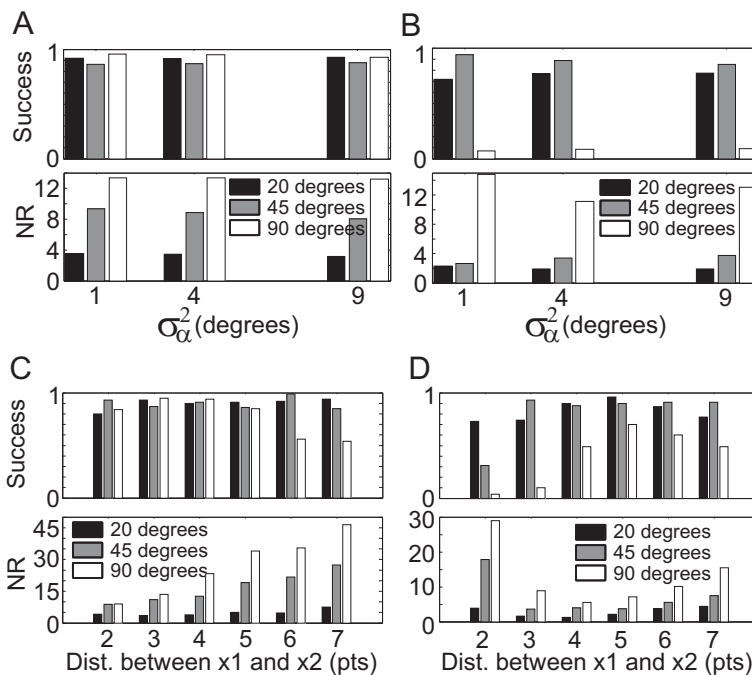 A
B
Success
1
0
1
0
NR
12
8
4
0
20 degrees
45 degrees
90 degrees
12
8
4
0
20 degrees
45 degrees
90 degrees
1 4 9
1 4 9
σ²α (degrees)
σ²α (degrees)
C
D
Success
1
0
Success
1
0
NR
45
30
15
0
20 degrees
45 degrees
90 degrees
NR
30
20
10
0
20 degrees
45 degrees
90 degrees
2 3 4 5 6 7
2 3 4 5 6 7
Dist. between x1 and x2 (pts)
Dist. between x1 and x2 (pts)